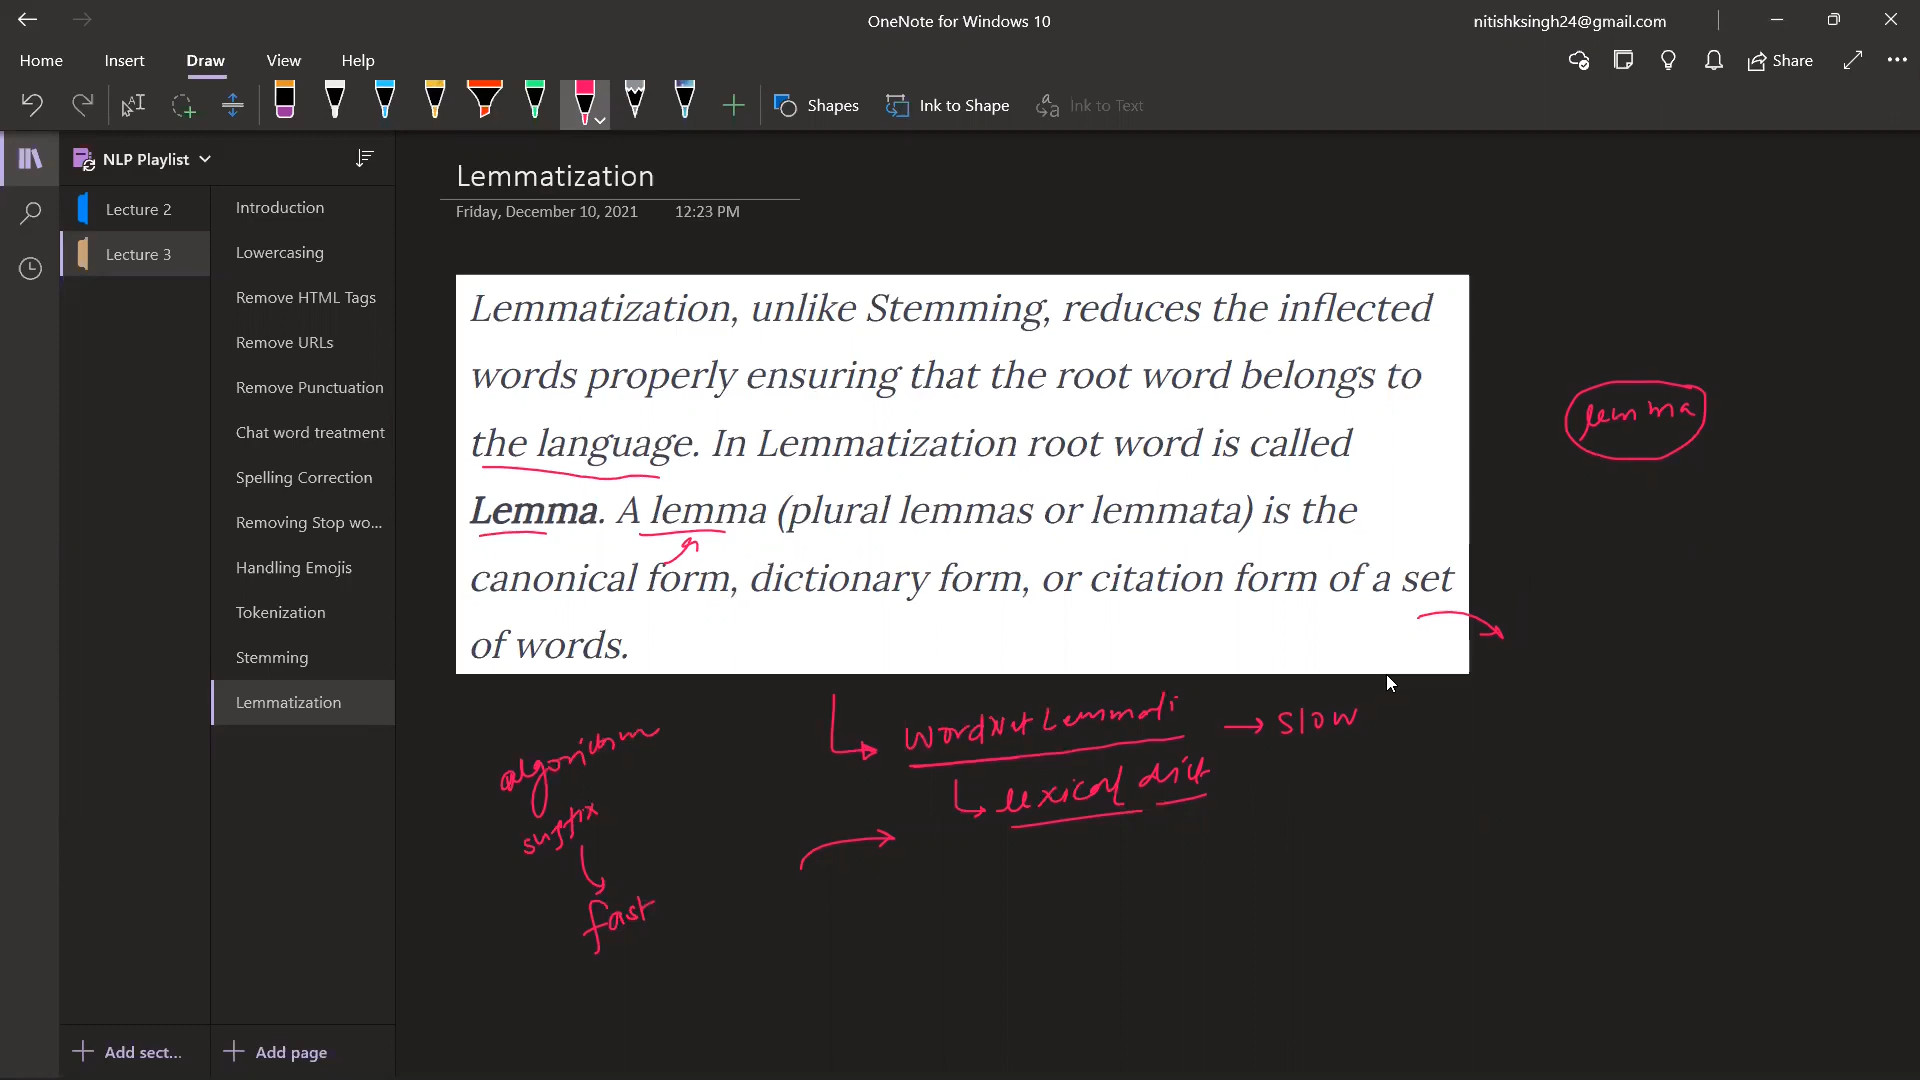 OneNote for Windows 10
nitishksingh24@gmail.com
Home Insert Draw View Help
Share
Shapes
Ink to Shape
Ink to Text
NLP Playlist
Lecture 2
Lecture 3
Introduction
Lowercasing
Remove HTML Tags
Remove URLs
Remove Punctuation
Chat word treatment
Spelling Correction
Removing Stop wo...
Handling Emojis
Tokenization
Stemming
Lemmatization
Add sect...
Add page
Lemmatization
Friday, December 10, 2021 12:23 PM
Lemmatization, unlike Stemming, reduces the inflected
words properly ensuring that the root word belongs to
the language. In Lemmatization root word is called
Lemma. A lemma (plural lemmas or lemmata) is the
canonical form, dictionary form, or citation form of a set
of words.
lemma
WordNet Lemmati → slow
lexical dict
algorithm
suffix
fast